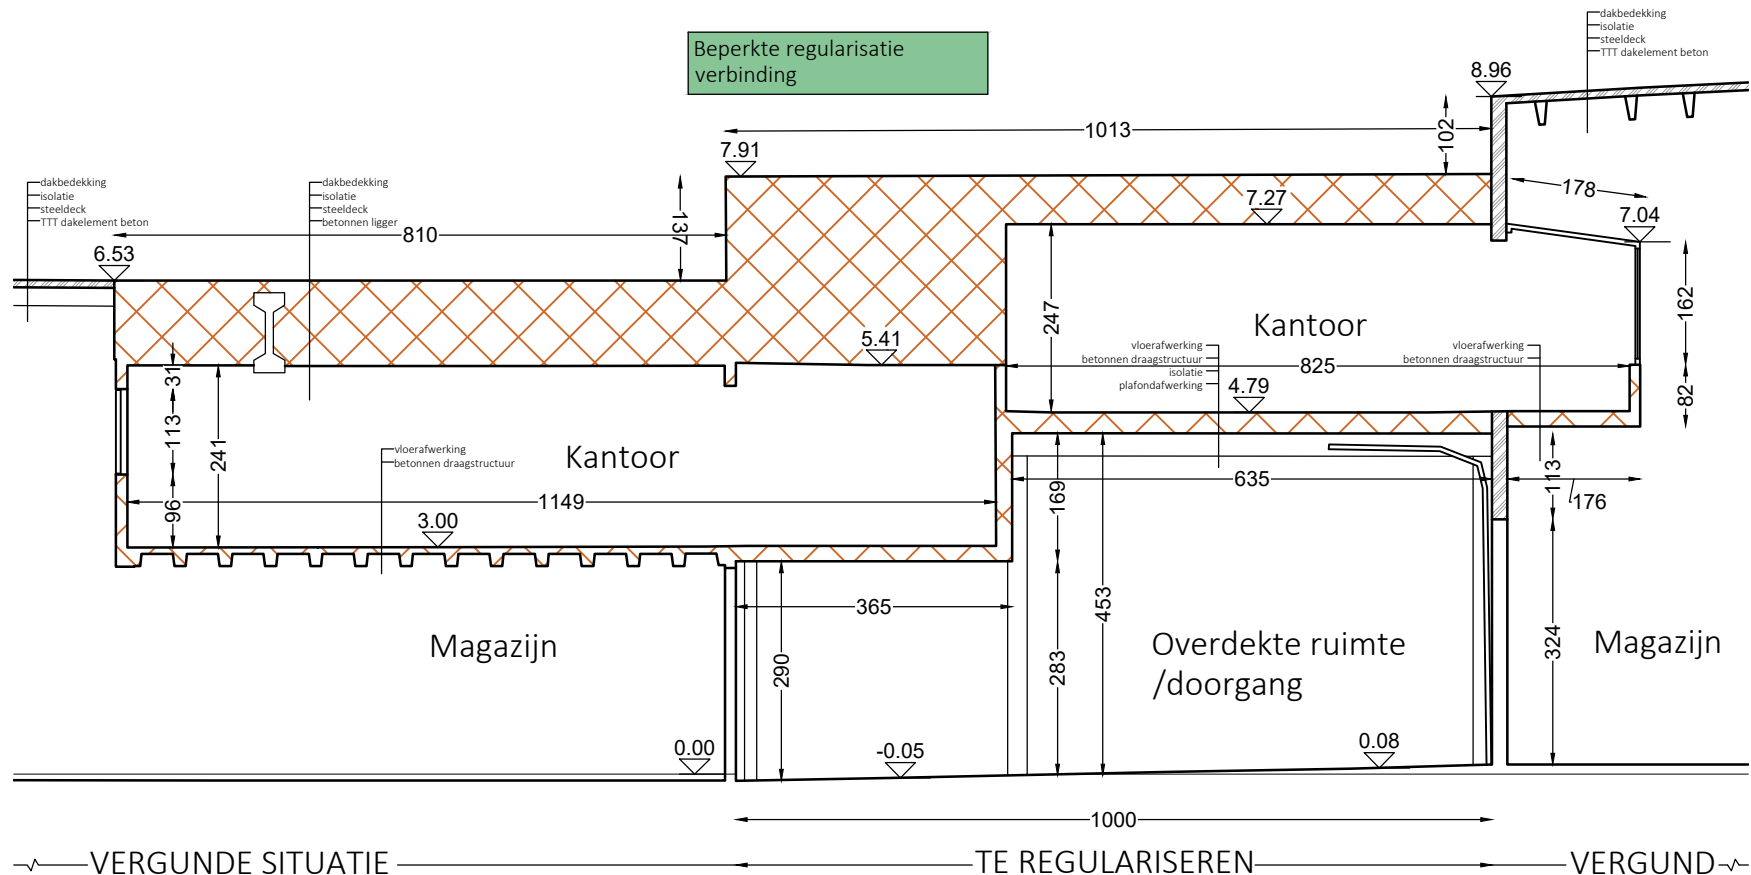 dakbedekking
isolatie
steeldeck
TTT dakelement beton
Beperkte regularisatie
verbinding
8.96
1013
102
7.91
178
dakbedekking
isolatie
steeldeck
TTT dakelement beton
dakbedekking
isolatie
steeldeck
betonnen ligger
7.27
7.04
137
810
6.53
162
247
Kantoor
5.41
vloerafwerking
betonnen draagstructuur
isolatie
plafondafwerking
vloerafwerking
betonnen draagstructuur
825
31
4.79
82
113
241
vloerafwerking
betonnen draagstructuur
Kantoor
635
113
169
1149
176
96
3.00
365
453
Magazijn
290
283
Overdekte ruimte
/doorgang
324
Magazijn
0.00
-0.05
0.08
1000
VERGUNDE SITUATIE
TE REGULARISEREN
VERGUND